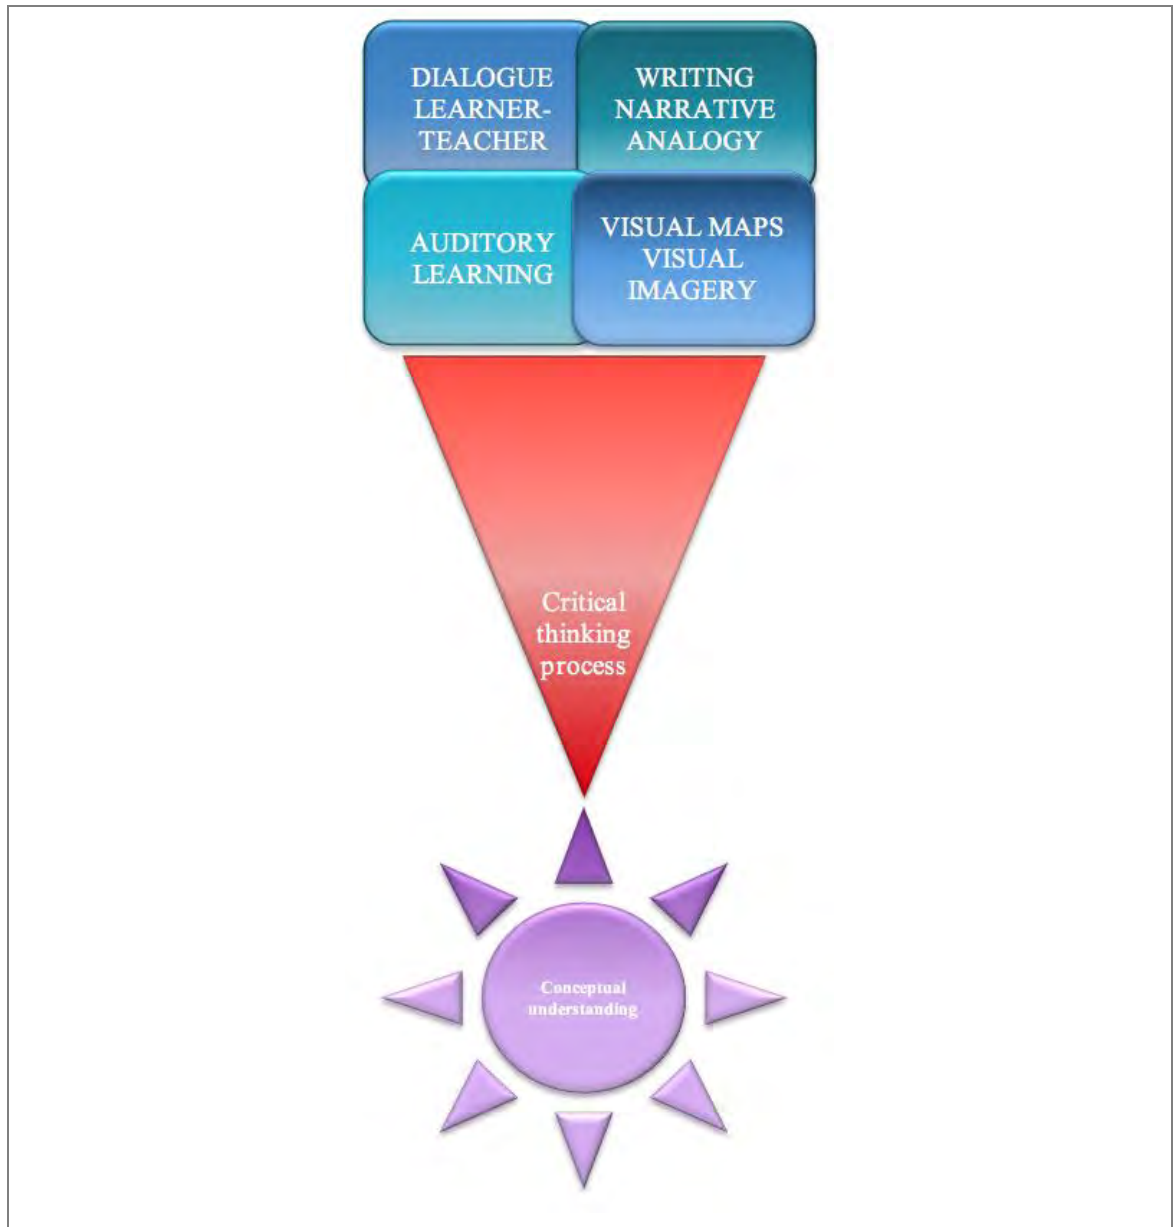 DIALOGUE
LEARNER-
TEACHER
WRITING
NARRATIVE
ANALOGY
AUDITORY
LEARNING
VISUAL MAPS
VISUAL
IMAGERY
Critical
thinking
process
Conceptual
understanding